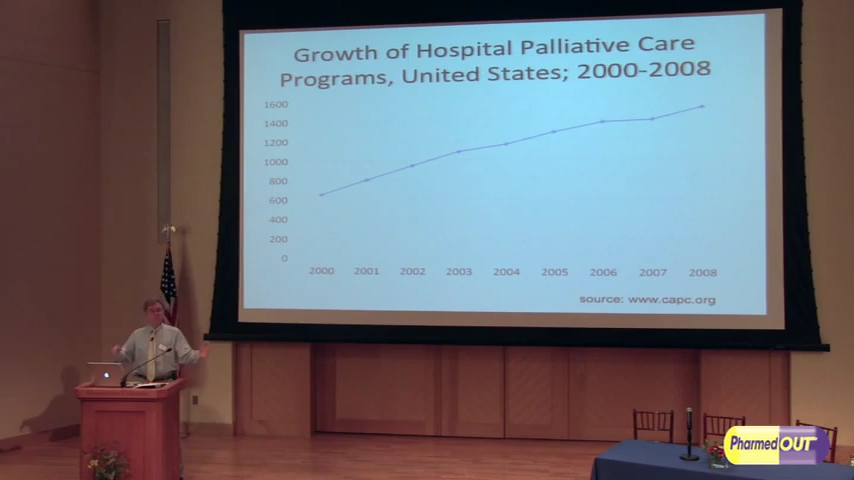 Growth of Hospital Palliative Care
Programs, United States; 2000-2008
1600
1400
1200
1000
800
600
400
200
0
2000 2001 2002 2003 2004 2005 2006 2007 2008
source: www.capc.org
PharmedOUT